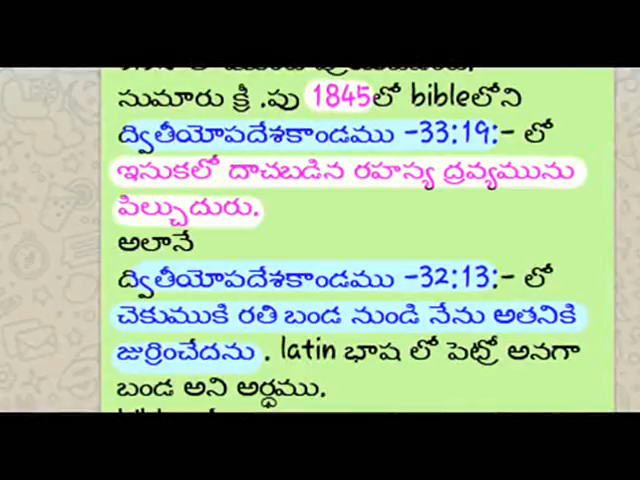 సుమారు క్రీ .పు 1845లో bibleలోని
ద్వితీయోపదేశకాండము -33:19:- లో
ఇసుకలో దాచబడిన రహస్య ద్రవ్యమును
పిల్చుదురు.
అలానే
ద్వితీయోపదేశకాండము -32:13:- లో
చెకుముకి రతి బండ నుండి నేను అతనికి
జుర్రించేదను . latin భాష లో పెట్రో అనగా
బండ అని అర్ధము.